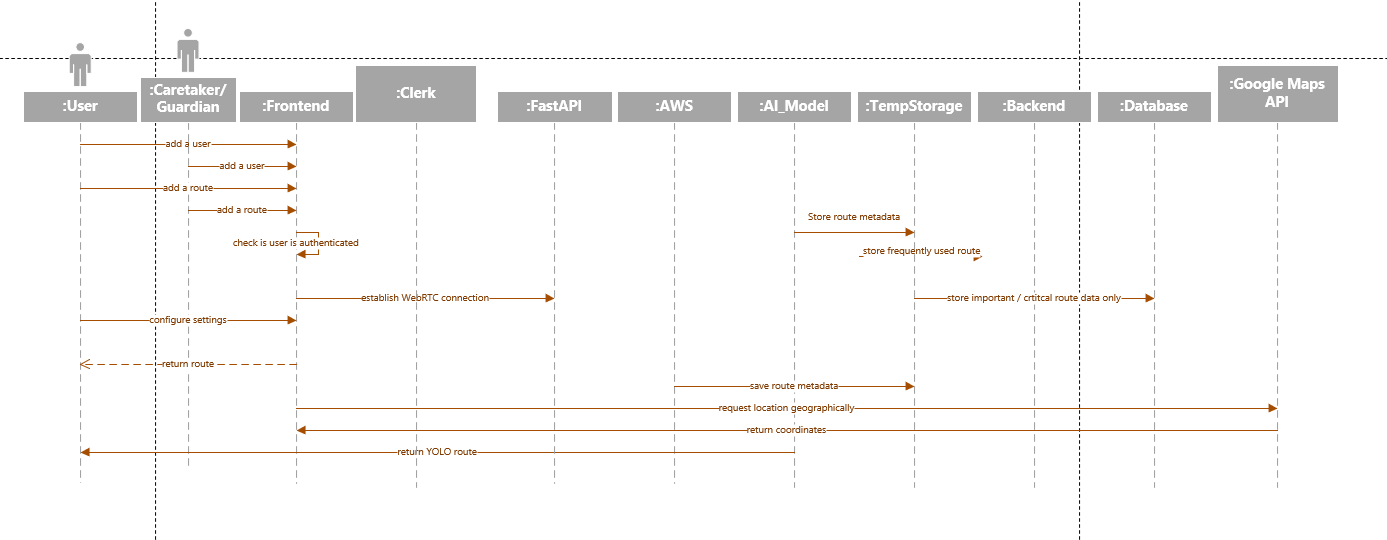 :User
:Caretaker/
Guardian
:Frontend
:Clerk
:FastAPI
:AWS
:AI_Model
:TempStorage
:Backend
:Database
:Google Maps
API
add a user
add a user
add a route
add a route
Store route metadata
check is user is authenticated
store frequently used route
establish WebRTC connection
store important / crtitcal route data only
configure settings
return route
save route metadata
request location geographically
return coordinates
return YOLO route